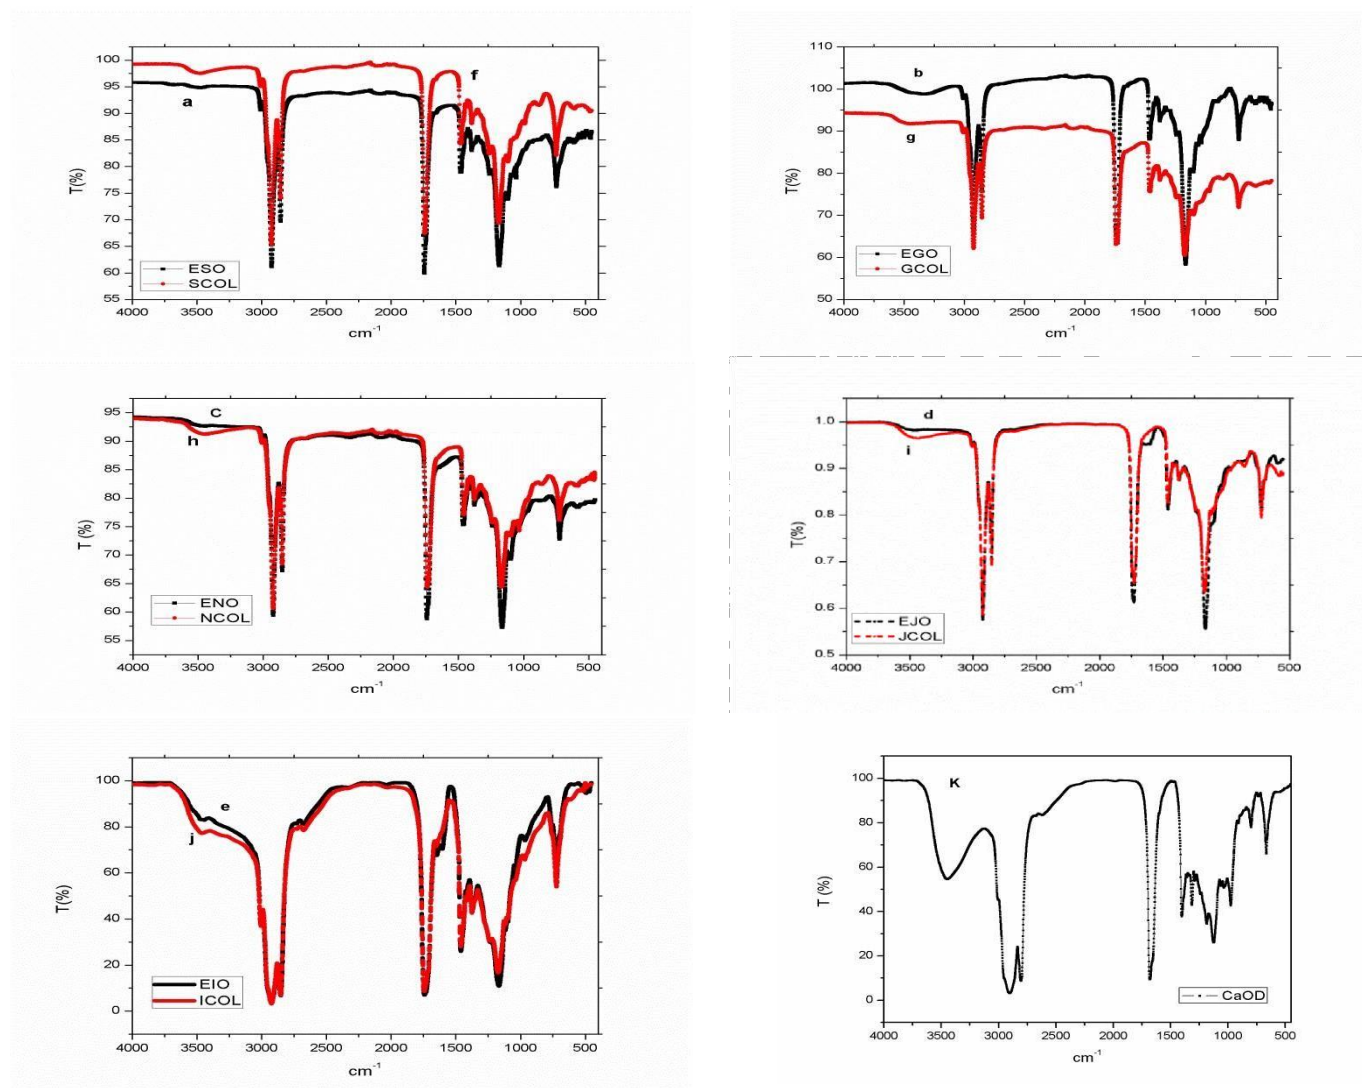 100
95
90
85
80
75
70
65
60
55
T(%)
a
f
ESO
SCOL
4000 3500 3000 2500 2000 1500 1000 500
cm-1
110
100
90
80
70
60
50
T(%)
b
g
EGO
GCOL
4000 3500 3000 2500 2000 1500 1000 500
cm-1
95
90
85
80
75
70
65
60
55
T (%)
C
h
ENO
NCOL
4000 3500 3000 2500 2000 1500 1000 500
cm-1
1.0
0.9
0.8
0.7
0.6
0.5
T(%)
d
i
EJO
JCOL
4000 3500 3000 2500 2000 1500 1000 500
cm-1
100
80
60
40
20
0
T(%)
e
j
EIO
ICOL
4000 3500 3000 2500 2000 1500 1000 500
cm-1
100
80
60
40
20
0
T (%)
K
CaOD
4000 3500 3000 2500 2000 1500 1000 500
cm-1